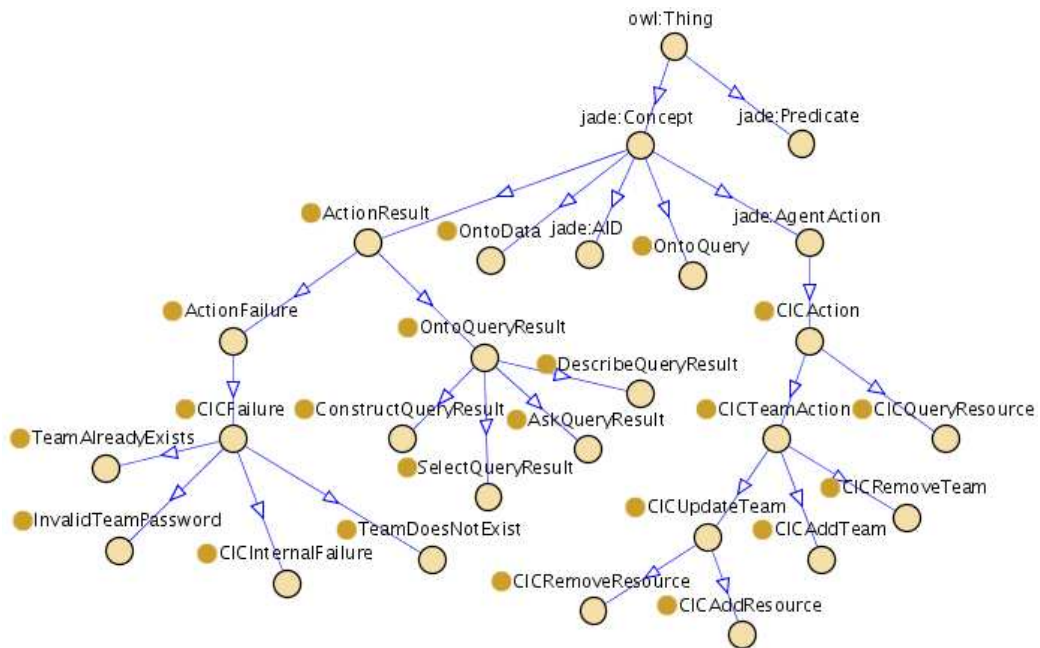 owl:Thing
jade:Concept
jade:Predicate
ActionResult
OntoData
jade:AID
OntoQuery
jade:AgentAction
ActionFailure
OntoQueryResult
CICAction
DescribeQueryResult
CICFailure
ConstructQueryResult
AskQueryResult
CICTeamAction
CICQueryResource
TeamAlreadyExists
SelectQueryResult
CICRemoveTeam
CICUpdateTeam
InvalidTeamPassword
TeamDoesNotExist
CICAddTeam
CICInternalFailure
CICRemoveResource
CICAddResource